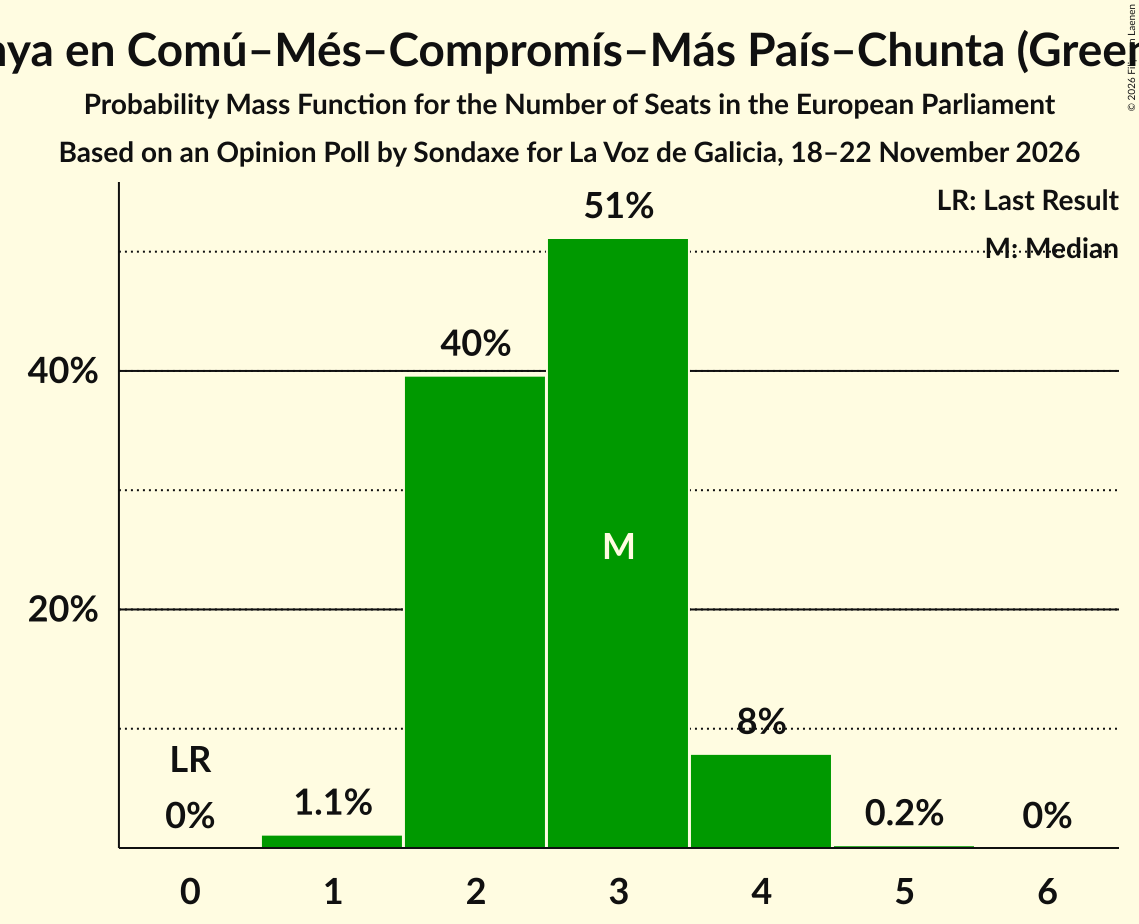 en Comú–Més–Compromís–Más País–Chunta
Probability Mass Function for the Number of Seats in the European Parliament
Based on an Opinion Poll by Sondaxe for La Voz de Galicia, 18–22 November 2026
© 2026 Laenen
LR: Last Result
M: Median
51%
40%
40%
M
20%
8%
LR
1.1%
0.2%
0%
0%
0 1 2 3 4 5 6